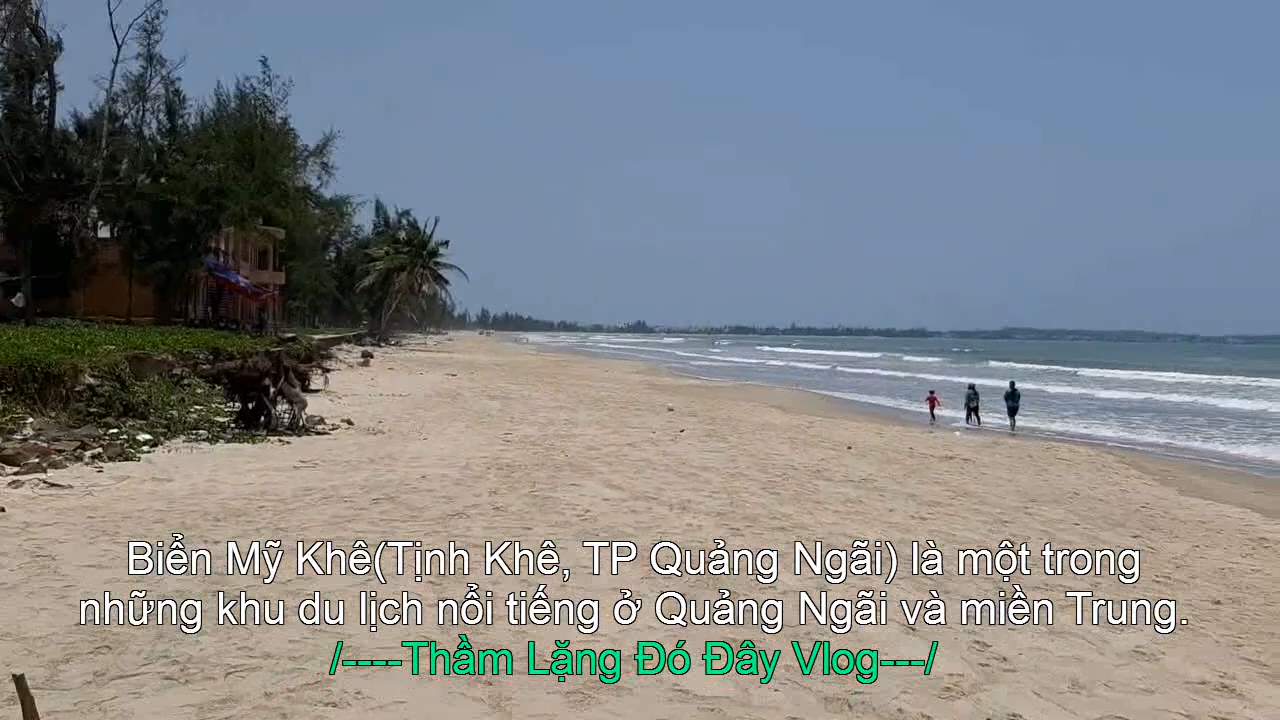 Biển Mỹ Khê(Tịnh Khê, TP Quảng Ngãi) là một trong
những khu du lịch nổi tiếng ở Quảng Ngãi và miền Trung.
/----Thầm Lặng Đó Đây Vlog---/